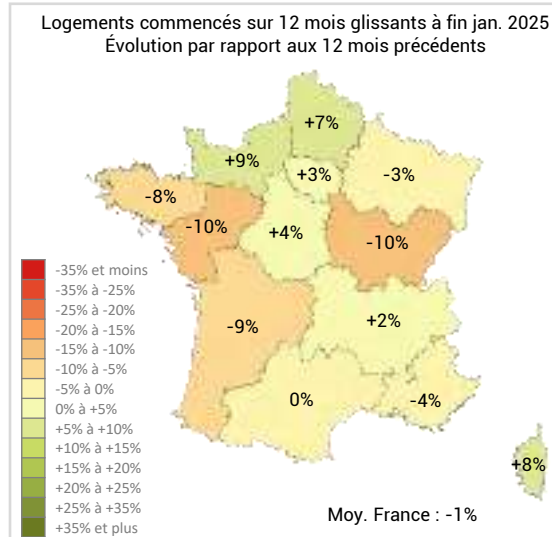 Logements commencés sur 12 mois glissants à fin jan. 2025
Évolution par rapport aux 12 mois précédents
+7%
+9%
+3%
-3%
-8%
-10%
+4%
-10%
-9%
+2%
0%
-4%
+8%
-35% et moins
-35% à -25%
-25% à -20%
-20% à -15%
-15% à -10%
-10% à -5%
-5% à 0%
0% à +5%
+5% à +10%
+10% à +15%
+15% à +20%
+20% à +25%
+25% à +35%
+35% et plus
Moy. France : -1%